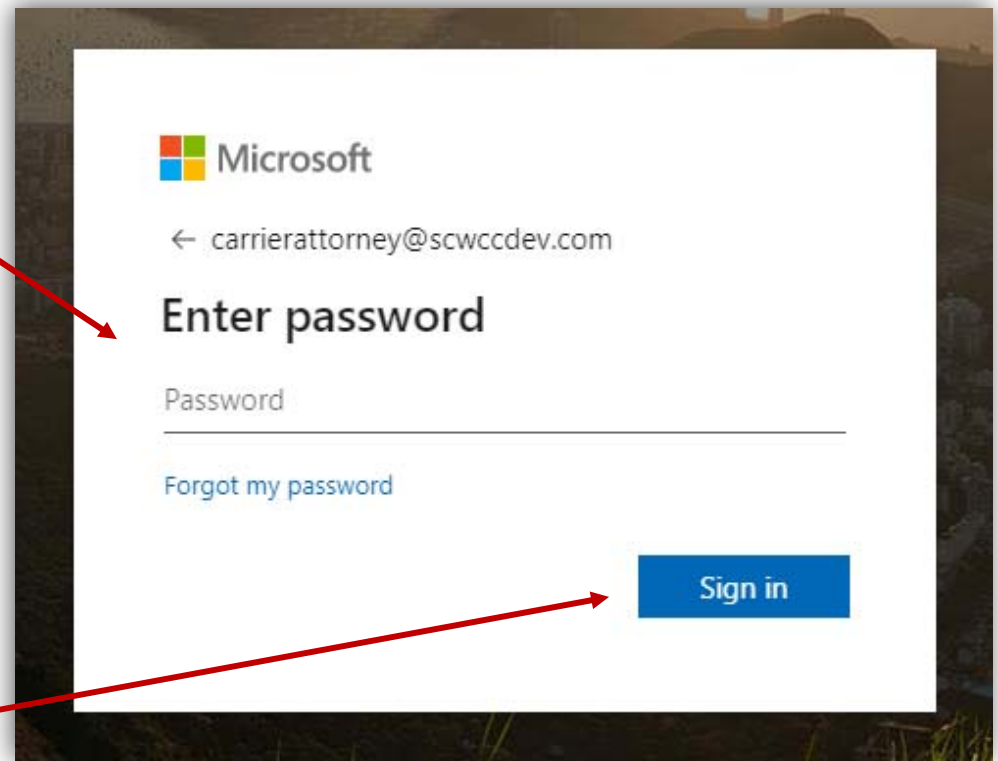 Microsoft
← carrierattorney@scwccdev.com
Enter password
Password
Forgot my password
Sign in